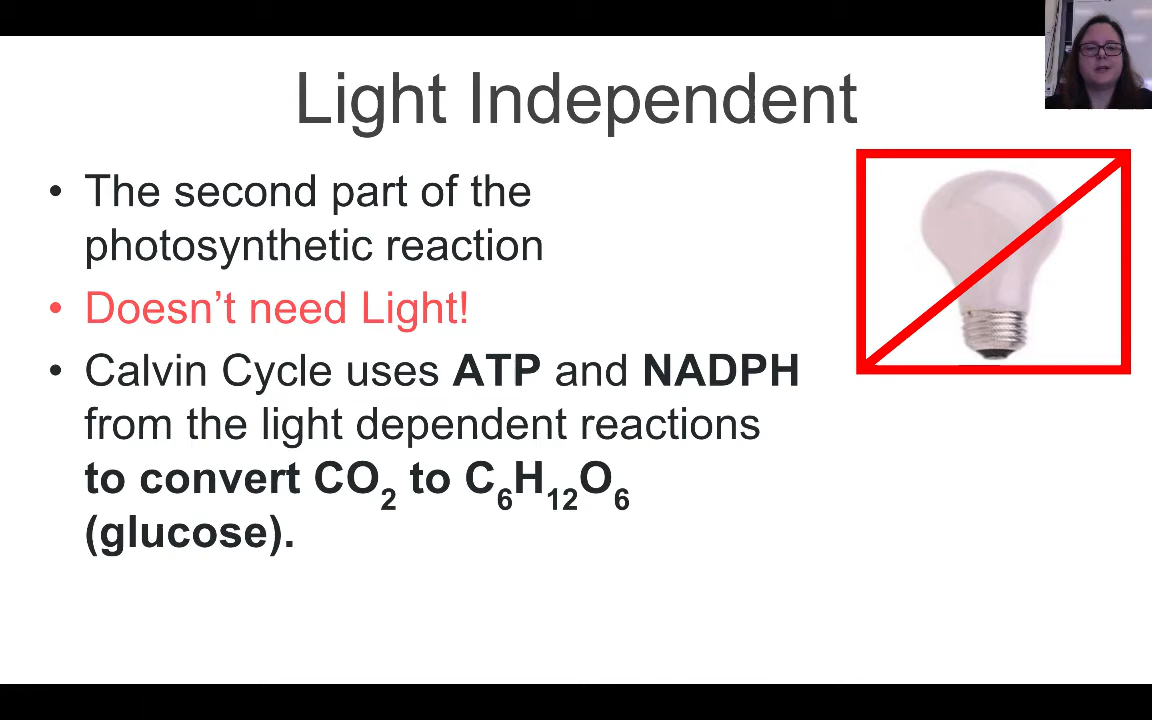 Light Independent
• The second part of the
photosynthetic reaction
• Doesn’t need Light!
• Calvin Cycle uses ATP and NADPH
from the light dependent reactions
to convert CO₂ to C₆H₁₂O₆
(glucose).